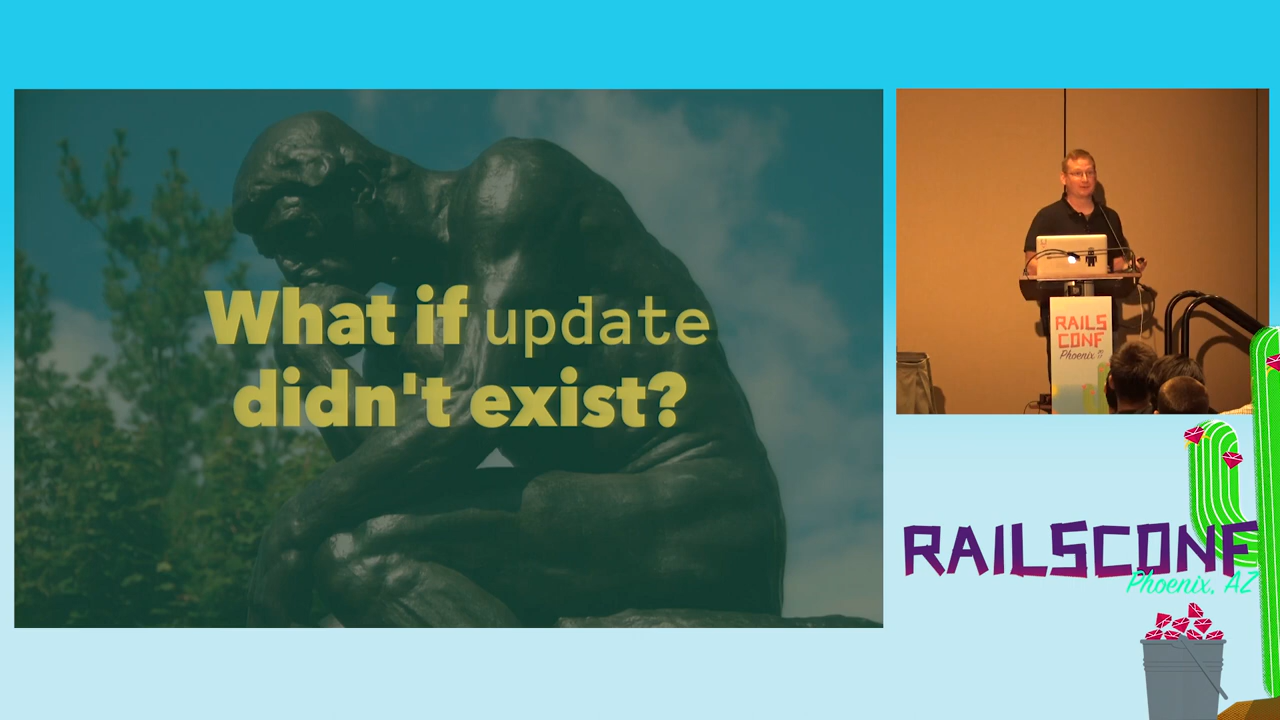 What if update
didn't exist?
RAILS
CONF
Phoenix
RAILSCONF
Phoenix, AZ